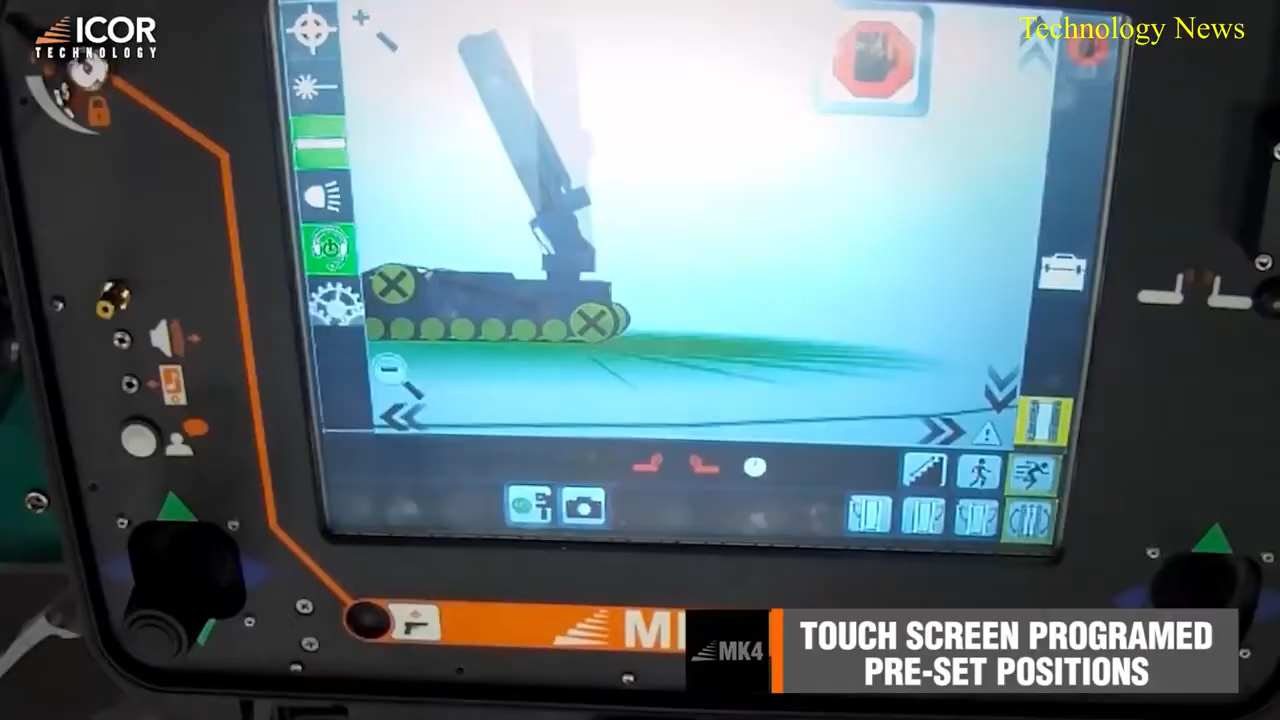 ICOR
TECHNOLOGY
Technology News
MK4
TOUCH SCREEN PROGRAMED
PRE-SET POSITIONS